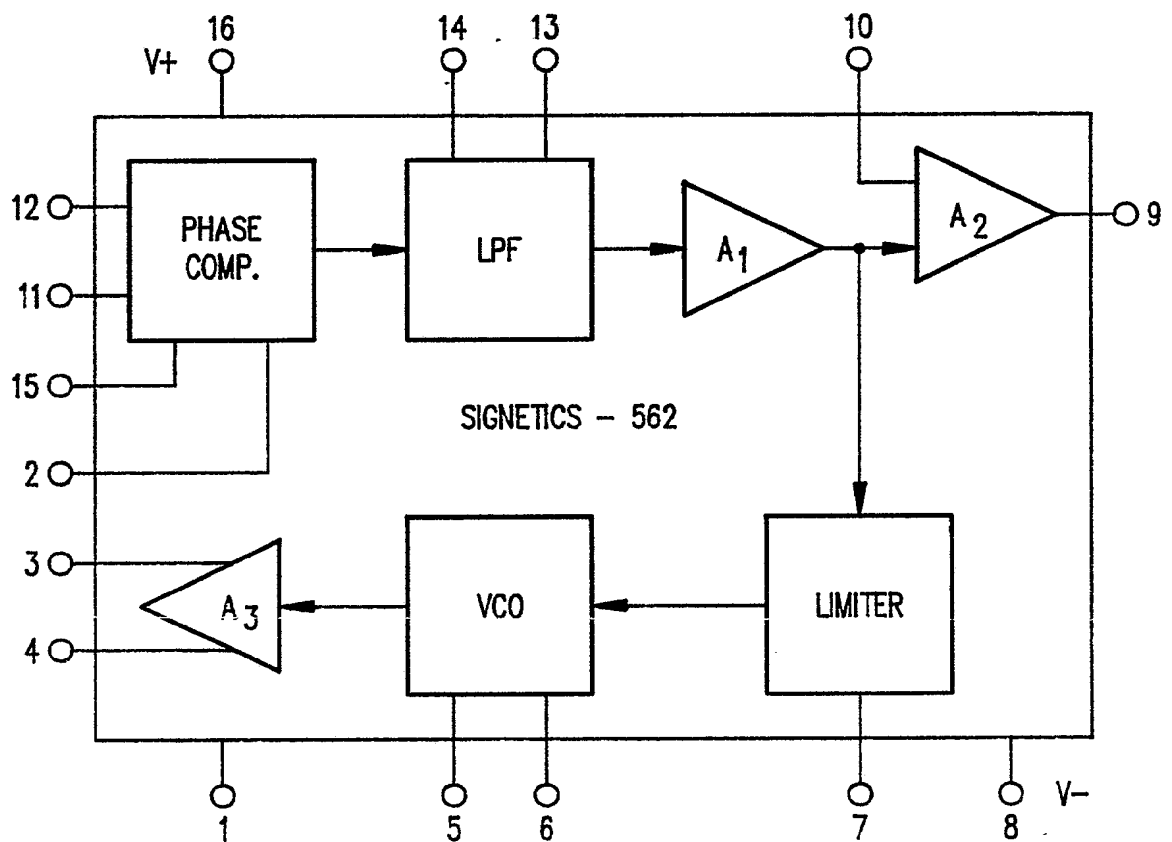 16 14 13 10
V+
12 PHASE COMP. LPF A1 A2 9
11
15
SIGNETICS - 562
2
3
A3 VCO LIMITER
4
V-
1 5 6 7 8